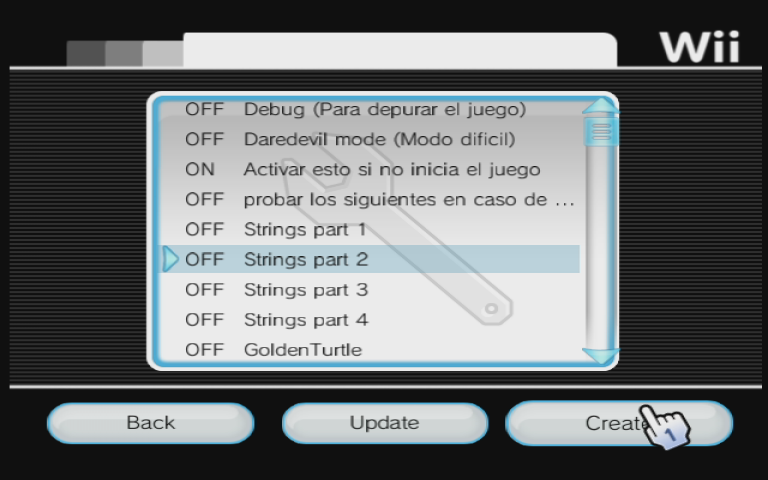 Wii
OFF Debug (Para depurar el juego)
OFF Daredevil mode (Modo dificil)
ON Activar esto si no inicia el juego
OFF probar los siguientes en caso de ...
OFF Strings part 1
OFF Strings part 2
OFF Strings part 3
OFF Strings part 4
OFF GoldenTurtle
Back Update Create
1